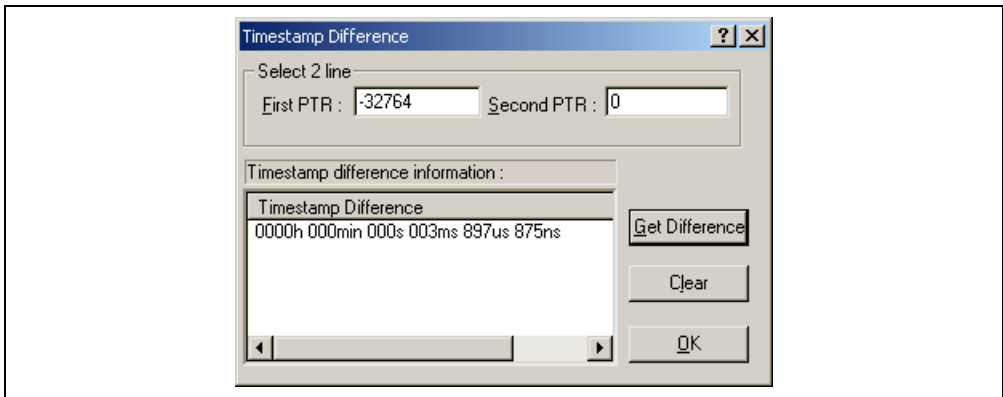 Timestamp Difference
Select 2 line
First PTR : -32764 Second PTR : 0
Timestamp difference information :
Timestamp Difference
0000h 000min 000s 003ms 897us 875ns
Get Difference
Clear
OK